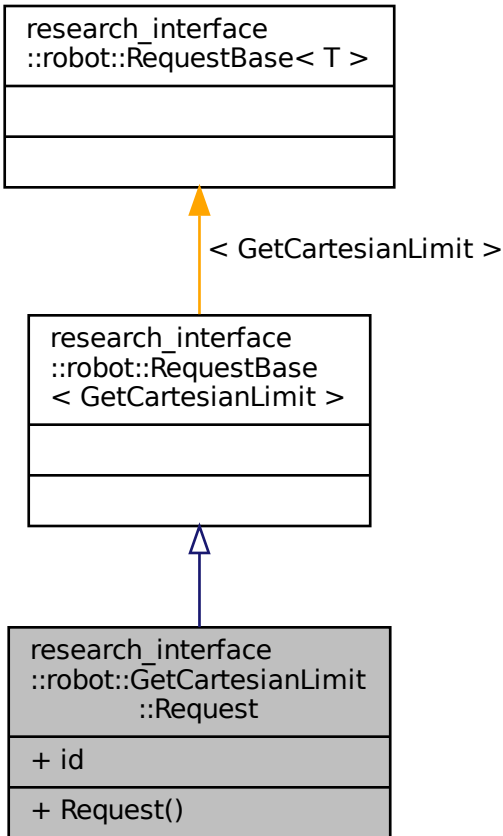 research_interface
::robot::RequestBase< T >
< GetCartesianLimit >
research_interface
::robot::RequestBase
< GetCartesianLimit >
research_interface
::robot::GetCartesianLimit
::Request
+ id
+ Request()